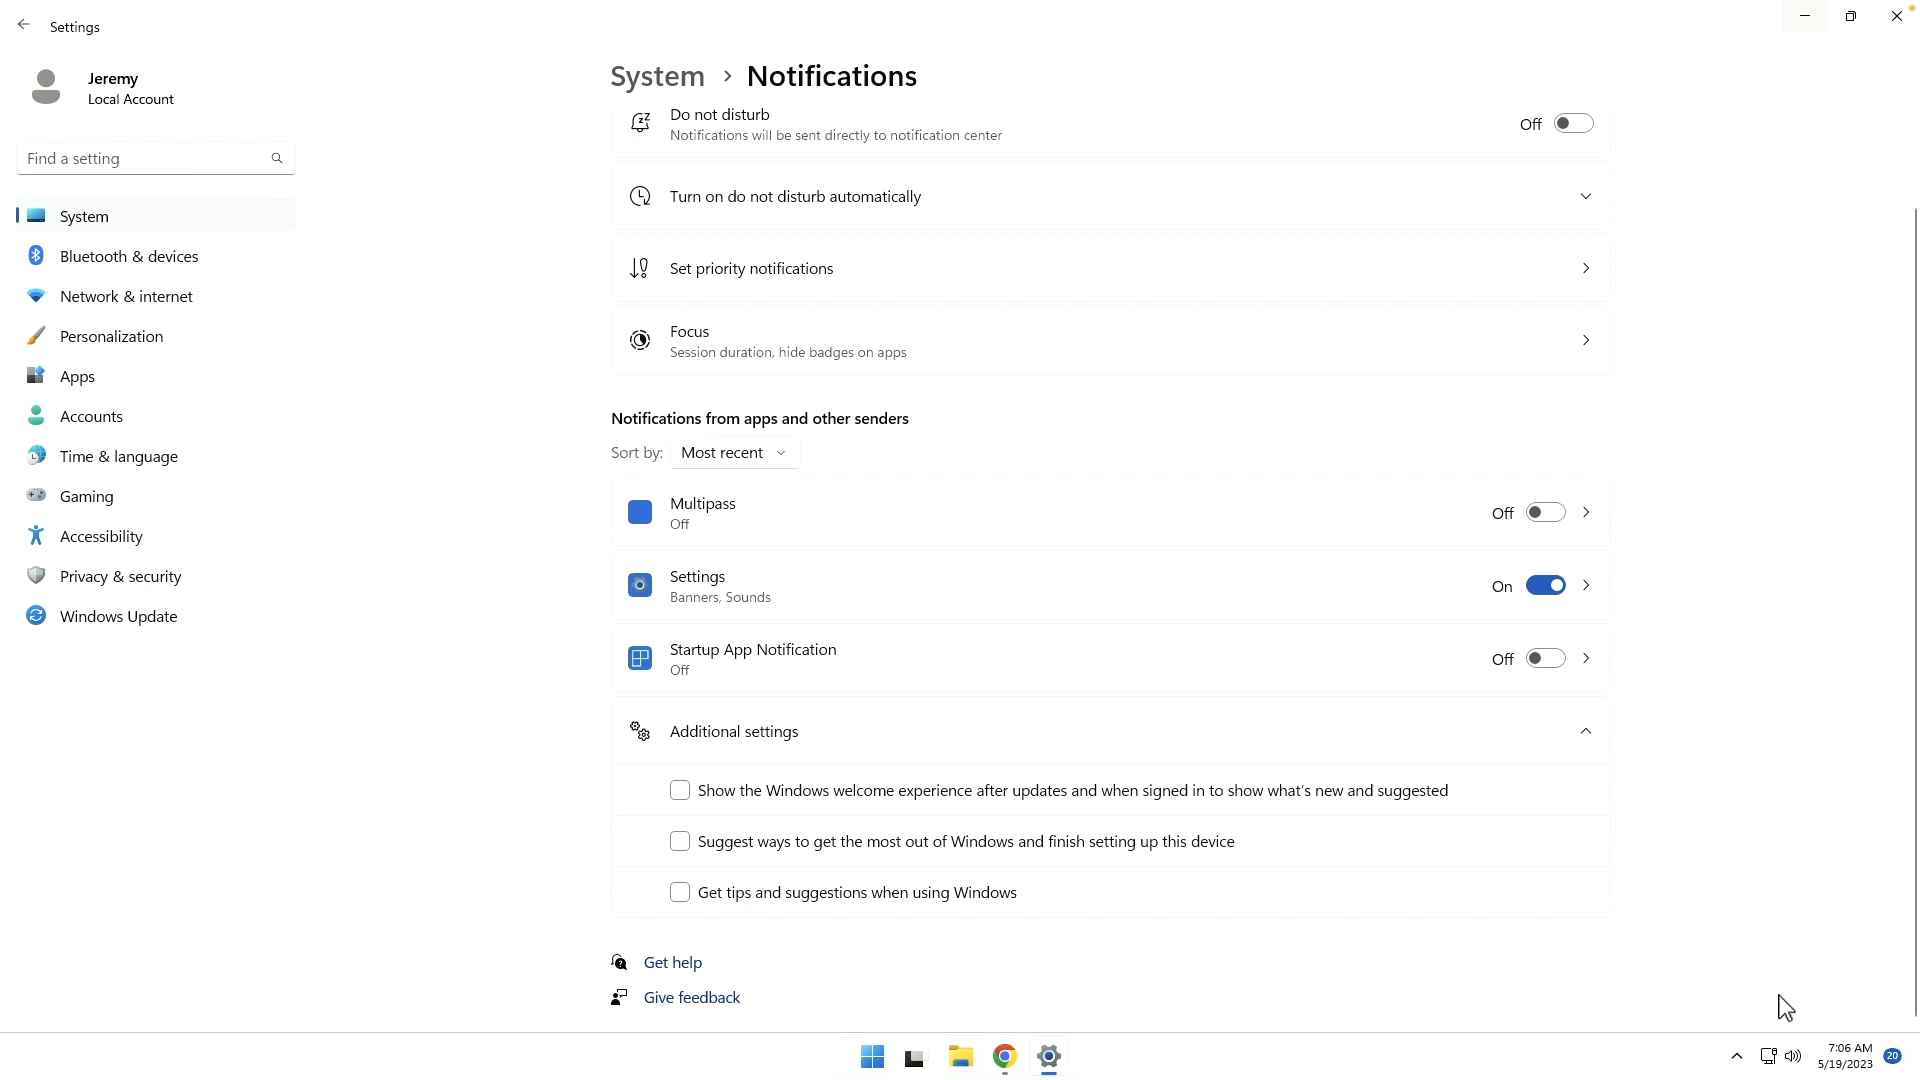 Settings
Jeremy
Local Account
Find a setting
System
Bluetooth & devices
Network & internet
Personalization
Apps
Accounts
Time & language
Gaming
Accessibility
Privacy & security
Windows Update
System › Notifications
Do not disturb
Notifications will be sent directly to notification center
Off
Turn on do not disturb automatically
Set priority notifications
Focus
Session duration, hide badges on apps
Notifications from apps and other senders
Sort by: Most recent
Multipass
Off
Off
Settings
Banners, Sounds
On
Startup App Notification
Off
Off
Additional settings
Show the Windows welcome experience after updates and when signed in to show what's new and suggested
Suggest ways to get the most out of Windows and finish setting up this device
Get tips and suggestions when using Windows
Get help
Give feedback
7:06 AM
5/19/2023
20